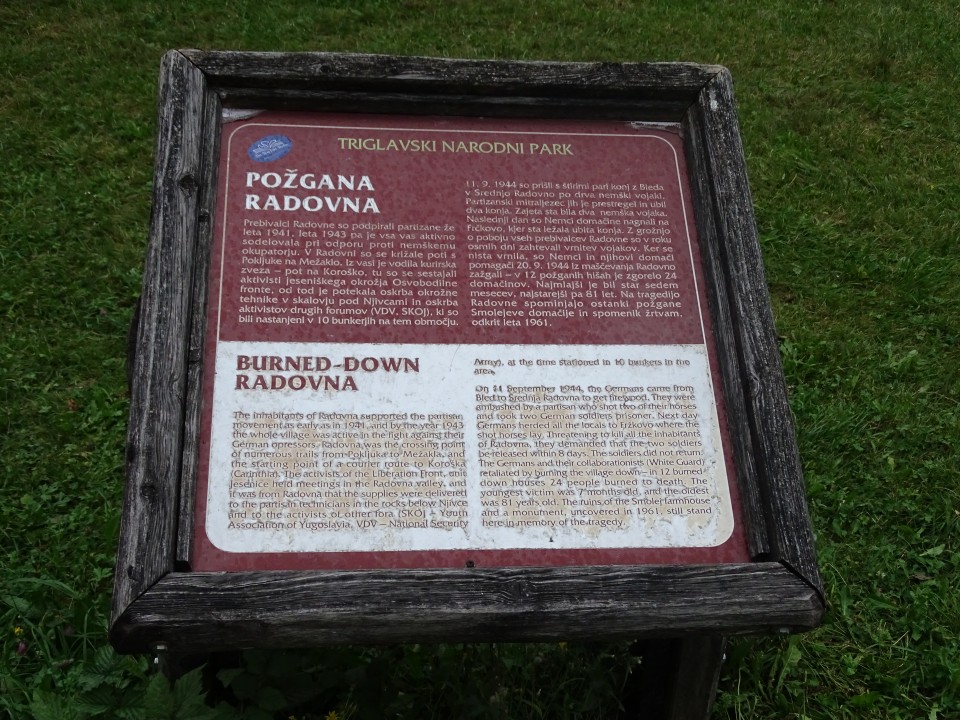 TRIGLAVSKI NARODNI PARK
POŽGANA
RADOVNA
Prebivalci Radovne so podpirali partizane že
leta 1941, leta 1943 pa je vsa vas aktivno
sodelovala pri odporu proti nemškemu
okupatorju. V Radovni so se križale poti s
Pokljuke na Mežaklo, iz vasi je vodila kurirska
zveza – pot na Koroško, tu so se sestajali
aktivisti jeseniškega okrožja Osvobodilne
fronte, od tod je potekala oskrba okrožne
tehnike v skalovju pod Njivcami in oskrba
aktivistov drugih forumov (VDV, SKOJ), ki so
bili nastanjeni v 10 bunkerjih na tem območju.
11. 9. 1944 so prišli s štirimi pari konj z Bleda
v Srednjo Radovno po drva nemški vojaki.
Partizanski mitraljezec jih je prestregel in ubil
dva konja. Zajeta sta bila dva nemška vojaka.
Naslednji dan so Nemci domačine nagnali na
Frčkovo, kjer sta ležala ubita konja. Z grožnjo
o poboju vseh prebivalcev Radovne so v roku
osmih dni zahtevali vrnitev vojakov. Ker se
nista vrnila, so Nemci in njihovi domači
pomagači 20. 9. 1944 iz maščevanja Radovno
zažgali – v 12 požganih hišah je zgorelo 24
domačinov. Najmlajši je bil star sedem
mesecev, najstarejši pa 81 let. Na tragedijo
Radovne spominjajo ostanki požgane
Smolejeve domačije in spomenik žrtvam,
odkrit leta 1961.
BURNED-DOWN
RADOVNA
The inhabitants of Radovna supported the partisan
movement as early as in 1941, and by the year 1943
the whole village was active in the fight against their
German opressors. Radovna was the crossing point
of numerous trails from Pokljuka to Mežakla, and
the starting point of a courier route to Koroška
(Carinthia). The activists of the Liberation Front, unit
Jesenice held meetings in the Radovna valley, and
it was from Radovna that the supplies were delivered
to the partisan technicians in the rocks below Njivce
and to the activists of other fora (SKOJ – Youth
Association of Yugoslavia, VDV – National Security
Army), at the time stationed in 10 bunkers in the
area.
On 11 September 1944, the Germans came from
Bled to Srednja Radovna to get firewood. They were
ambushed by a partisan who shot two of their horses
and took two German soldiers prisoner. Next day
Germans herded all the locals to Fržkovo where the
shot horses lay. Threatening to kill all the inhabitants
of Radovna, they demanded that the two soldiers
be released within 8 days. The soldiers did not return.
The Germans and their collaborationists (White Guard)
retaliated by burning the village down – in 12 burned-
down houses 24 people burned to death. The
youngest victim was 7 months old, and the oldest
was 81 years old. The ruins of the Smolej farmhouse
and a monument, uncovered in 1961, still stand
here in memory of the tragedy.